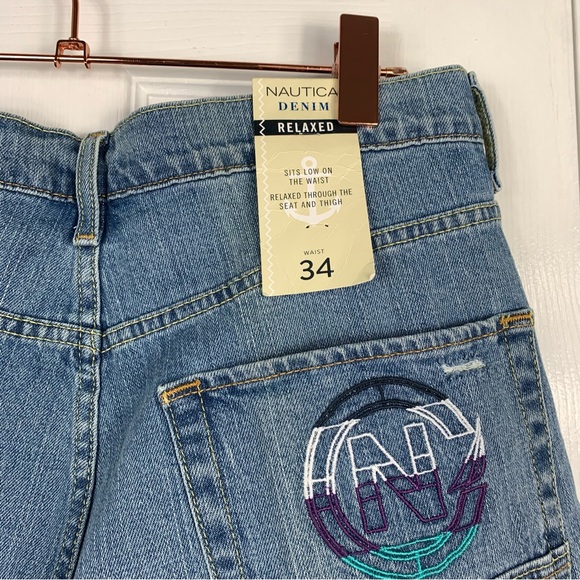 NAUTICA
DENIM
RELAXED
SITS LOW ON
THE WAIST
RELAXED THROUGH THE
SEAT AND THIGH
WAIST
34
N